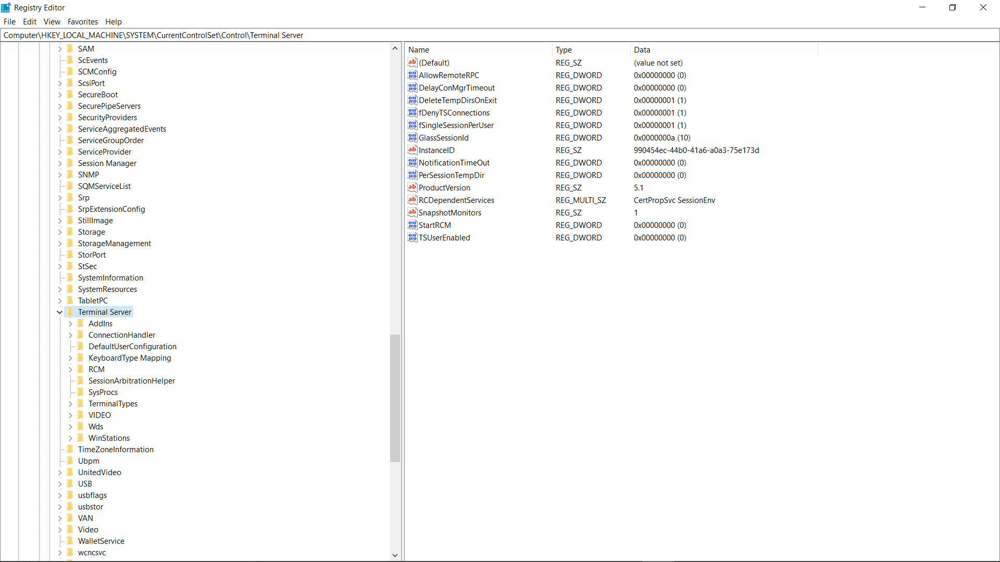 Registry Editor
File Edit View Favorites Help
Computer\HKEY_LOCAL_MACHINE\SYSTEM\CurrentControlSet\Control\Terminal Server
SAM
ScEvents
SCMConfig
ScsiPort
SecureBoot
SecurePipeServers
SecurityProviders
ServiceAggregatedEvents
ServiceGroupOrder
ServiceProvider
Session Manager
SNMP
SQMServiceList
Srp
SrpExtensionConfig
StillImage
Storage
StorageManagement
StorPort
StSec
SystemInformation
SystemResources
TabletPC
Terminal Server
AddIns
ConnectionHandler
DefaultUserConfiguration
KeyboardType Mapping
RCM
SessionArbitrationHelper
SysProcs
TerminalTypes
VIDEO
Wds
WinStations
TimeZoneInformation
Ubpm
UnitedVideo
USB
usbflags
usbstor
VAN
Video
WalletService
wcncsvc
Name Type Data
(Default) REG_SZ (value not set)
AllowRemoteRPC REG_DWORD 0x00000000 (0)
DelayConMgrTimeout REG_DWORD 0x00000000 (0)
DeleteTempDirsOnExit REG_DWORD 0x00000001 (1)
fDenyTSConnections REG_DWORD 0x00000001 (1)
fSingleSessionPerUser REG_DWORD 0x00000001 (1)
GlassSessionId REG_DWORD 0x0000000a (10)
InstanceID REG_SZ 990454ec-44b0-41a6-a0a3-75e173d
NotificationTimeOut REG_DWORD 0x00000000 (0)
PerSessionTempDir REG_DWORD 0x00000000 (0)
ProductVersion REG_SZ 5.1
RCDependentServices REG_MULTI_SZ CertPropSvc SessionEnv
SnapshotMonitors REG_SZ 1
StartRCM REG_DWORD 0x00000000 (0)
TSUserEnabled REG_DWORD 0x00000000 (0)